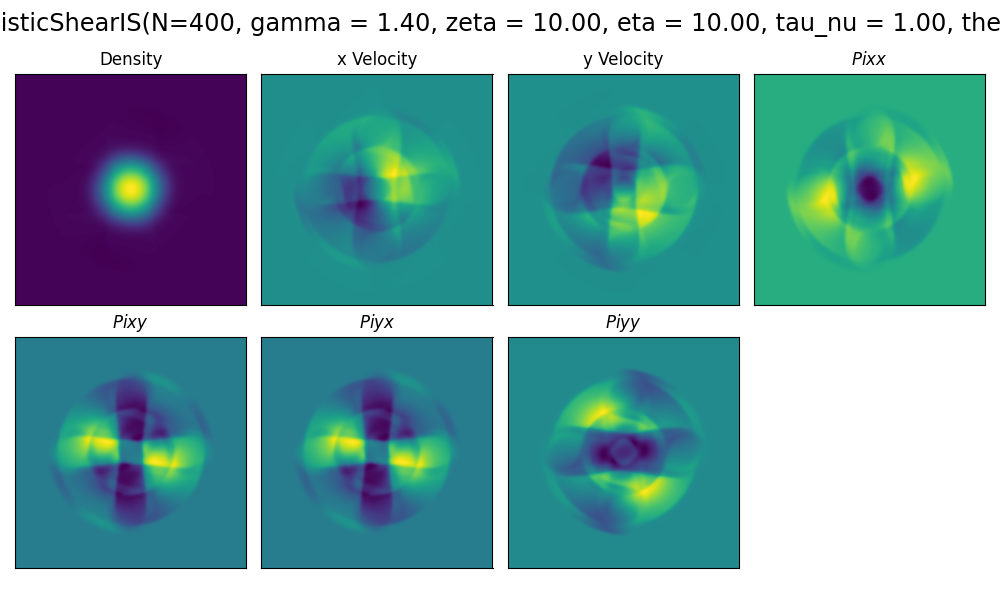 isticShearIS(N=400, gamma = 1.40, zeta = 10.00, eta = 10.00, tau_nu = 1.00, the
Density
x Velocity
y Velocity
Pixx
Pixy
Piyx
Piyy